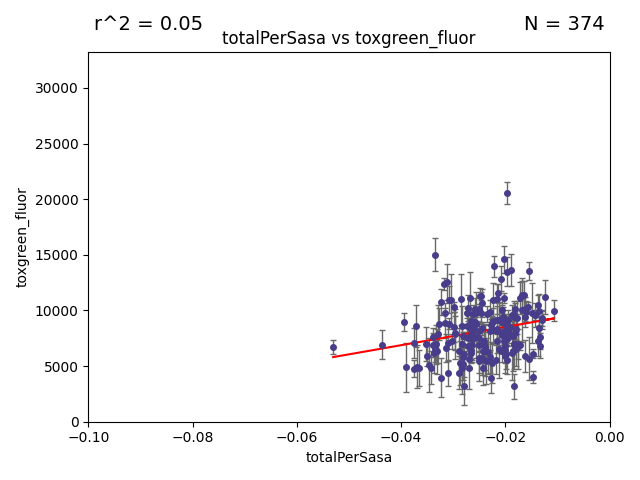 r^2 = 0.05
N = 374
totalPerSasa vs toxgreen_fluor
30000
25000
20000
15000
10000
5000
0
toxgreen_fluor
−0.10
−0.08
−0.06
−0.04
−0.02
0.00
totalPerSasa